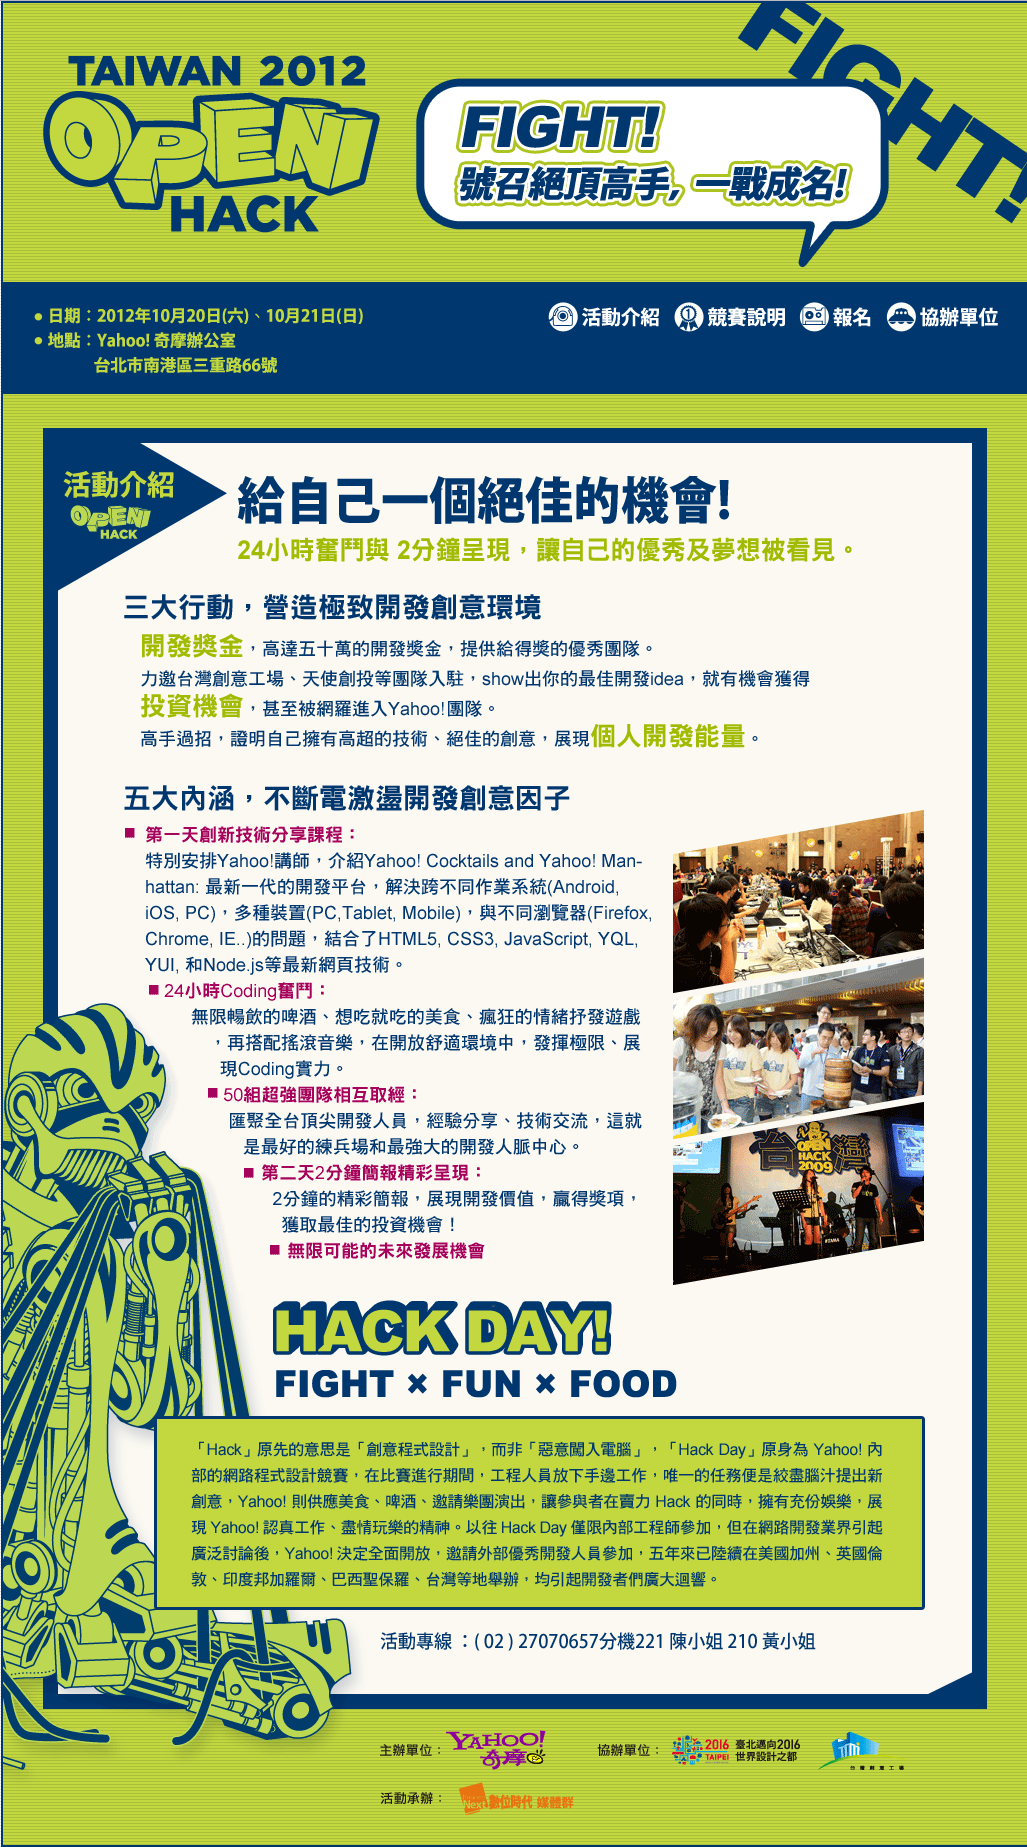 FIGHT!
TAIWAN 2012
OPEN!
HACK
FIGHT!
號召絕頂高手, 一戰成名!
● 日期：2012年10月20日(六)、10月21日(日)
● 地點：Yahoo! 奇摩辦公室
台北市南港區三重路66號
活動介紹 競賽說明 報名 協辦單位
活動介紹
OPEN!
HACK
給自己一個絕佳的機會!
24小時奮鬥與 2分鐘呈現，讓自己的優秀及夢想被看見。
三大行動，營造極致開發創意環境
開發獎金，高達五十萬的開發獎金，提供給得獎的優秀團隊。
力邀台灣創意工場、天使創投等團隊入駐，show出你的最佳開發idea，就有機會獲得
投資機會，甚至被網羅進入Yahoo!團隊。
高手過招，證明自己擁有高超的技術、絕佳的創意，展現個人開發能量。
五大內涵，不斷電激盪開發創意因子
■ 第一天創新技術分享課程：
特別安排Yahoo!講師，介紹Yahoo! Cocktails and Yahoo! Man-
hattan: 最新一代的開發平台，解決跨不同作業系統(Android,
iOS, PC)，多種裝置(PC,Tablet, Mobile)，與不同瀏覽器(Firefox,
Chrome, IE..)的問題，結合了HTML5, CSS3, JavaScript, YQL,
YUI, 和Node.js等最新網頁技術。
■ 24小時Coding奮鬥：
無限暢飲的啤酒、想吃就吃的美食、瘋狂的情緒抒發遊戲
，再搭配搖滾音樂，在開放舒適環境中，發揮極限、展
現Coding實力。
■ 50組超強團隊相互取經：
匯聚全台頂尖開發人員，經驗分享、技術交流，這就
是最好的練兵場和最強大的開發人脈中心。
■ 第二天2分鐘簡報精彩呈現：
2分鐘的精彩簡報，展現開發價值，贏得獎項，
獲取最佳的投資機會！
■ 無限可能的未來發展機會
台灣
OPEN
HACK
2009
TAMA
HACK DAY!
FIGHT × FUN × FOOD
「Hack」原先的意思是「創意程式設計」，而非「惡意闖入電腦」，「Hack Day」原身為 Yahoo! 內
部的網路程式設計競賽，在比賽進行期間，工程人員放下手邊工作，唯一的任務便是絞盡腦汁提出新
創意，Yahoo! 則供應美食、啤酒、邀請樂團演出，讓參與者在賣力 Hack 的同時，擁有充份娛樂，展
現 Yahoo! 認真工作、盡情玩樂的精神。以往 Hack Day 僅限內部工程師參加，但在網路開發業界引起
廣泛討論後，Yahoo! 決定全面開放，邀請外部優秀開發人員參加，五年來已陸續在美國加州、英國倫
敦、印度邦加羅爾、巴西聖保羅、台灣等地舉辦，均引起開發者們廣大迴響。
活動專線 ：( 02 ) 27070657分機221 陳小姐 210 黃小姐
主辦單位： YAHOO!
奇摩
協辦單位： 2016 臺北邁向2016
TAIPEI 世界設計之都
台灣創意工場
活動承辦： Next 數位時代 媒體群